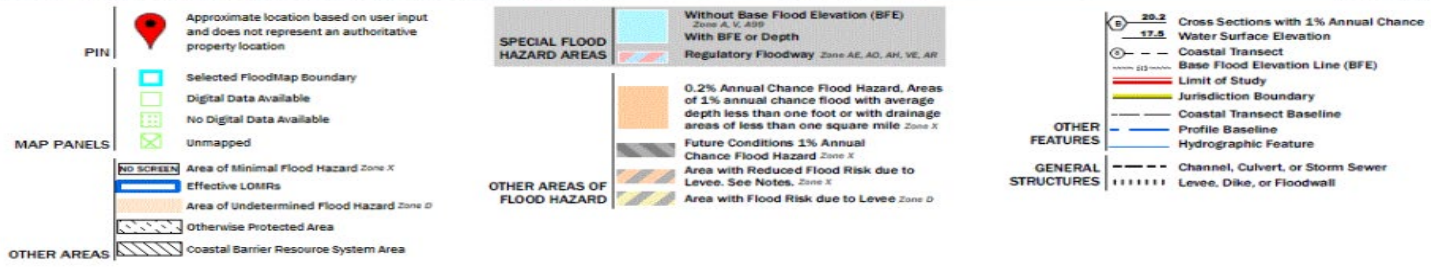 Approximate location based on user input
and does not represent an authoritative
property location
PIN
Selected FloodMap Boundary
Digital Data Available
No Digital Data Available
Unmapped
MAP PANELS
NO SCREEN Area of Minimal Flood Hazard Zone X
Effective LOMRs
Area of Undetermined Flood Hazard Zone D
Otherwise Protected Area
Coastal Barrier Resource System Area
OTHER AREAS
Without Base Flood Elevation (BFE)
Zone A, V, A99
With BFE or Depth
Regulatory Floodway Zone AE, AO, AH, VE, AR
SPECIAL FLOOD
HAZARD AREAS
0.2% Annual Chance Flood Hazard, Areas
of 1% annual chance flood with average
depth less than one foot or with drainage
areas of less than one square mile Zone X
Future Conditions 1% Annual
Chance Flood Hazard Zone X
Area with Reduced Flood Risk due to
Levee. See Notes. Zone X
Area with Flood Risk due to Levee Zone D
OTHER AREAS OF
FLOOD HAZARD
B 20.2 Cross Sections with 1% Annual Chance
17.5 Water Surface Elevation
Coastal Transect
Base Flood Elevation Line (BFE)
Limit of Study
Jurisdiction Boundary
Coastal Transect Baseline
Profile Baseline
Hydrographic Feature
OTHER
FEATURES
Channel, Culvert, or Storm Sewer
Levee, Dike, or Floodwall
GENERAL
STRUCTURES